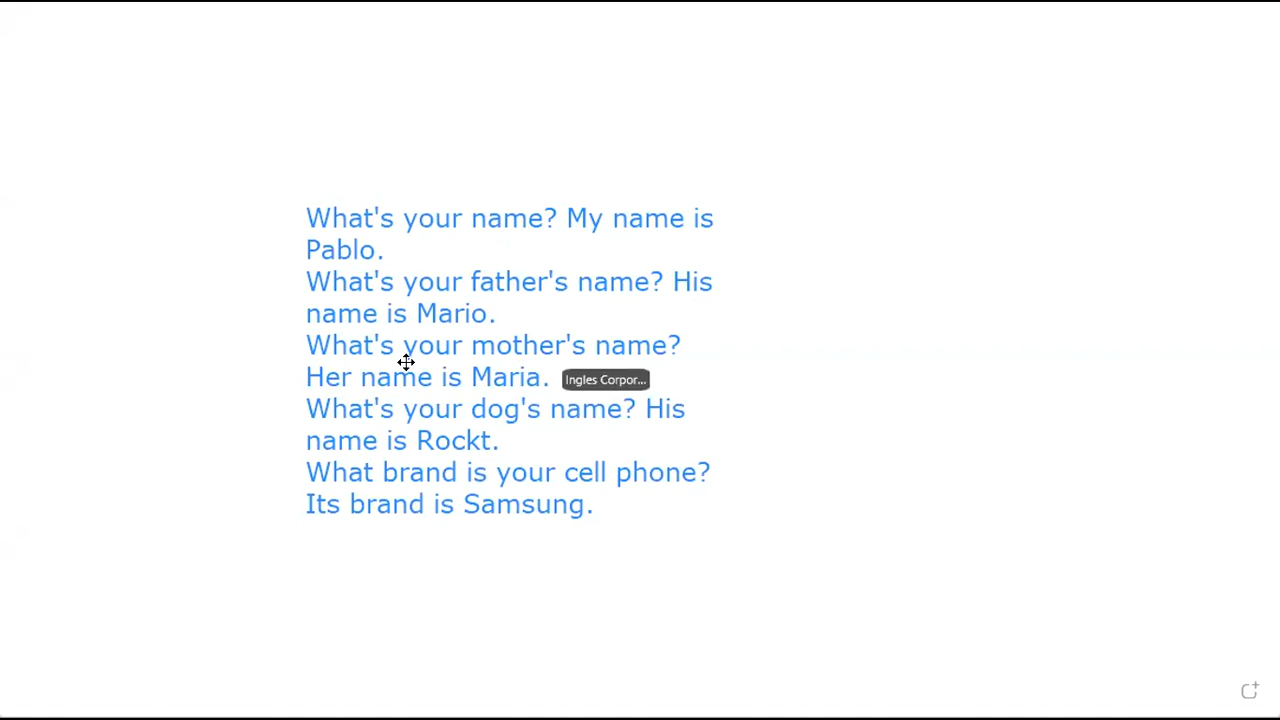 What's your name? My name is
Pablo.
What's your father's name? His
name is Mario.
What's your mother's name?
Her name is Maria.
Ingles Corpor...
What's your dog's name? His
name is Rockt.
What brand is your cell phone?
Its brand is Samsung.